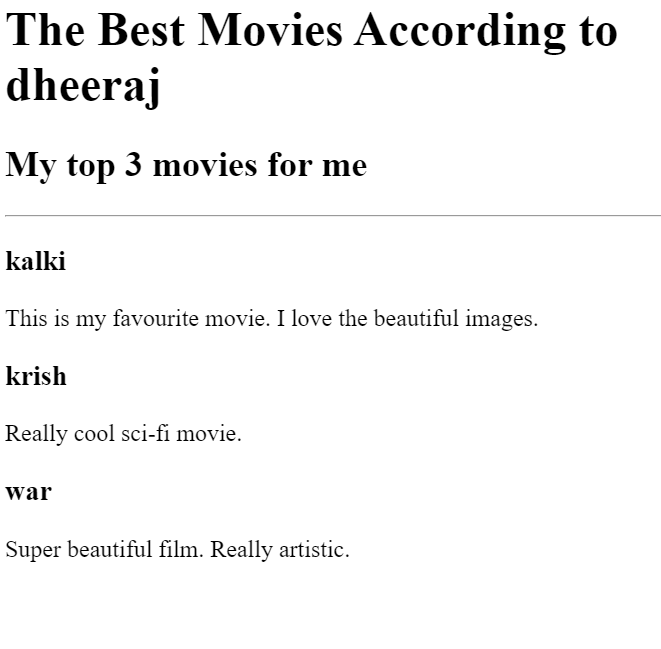 The Best Movies According to
dheeraj
My top 3 movies for me
kalki
This is my favourite movie. I love the beautiful images.
krish
Really cool sci-fi movie.
war
Super beautiful film. Really artistic.